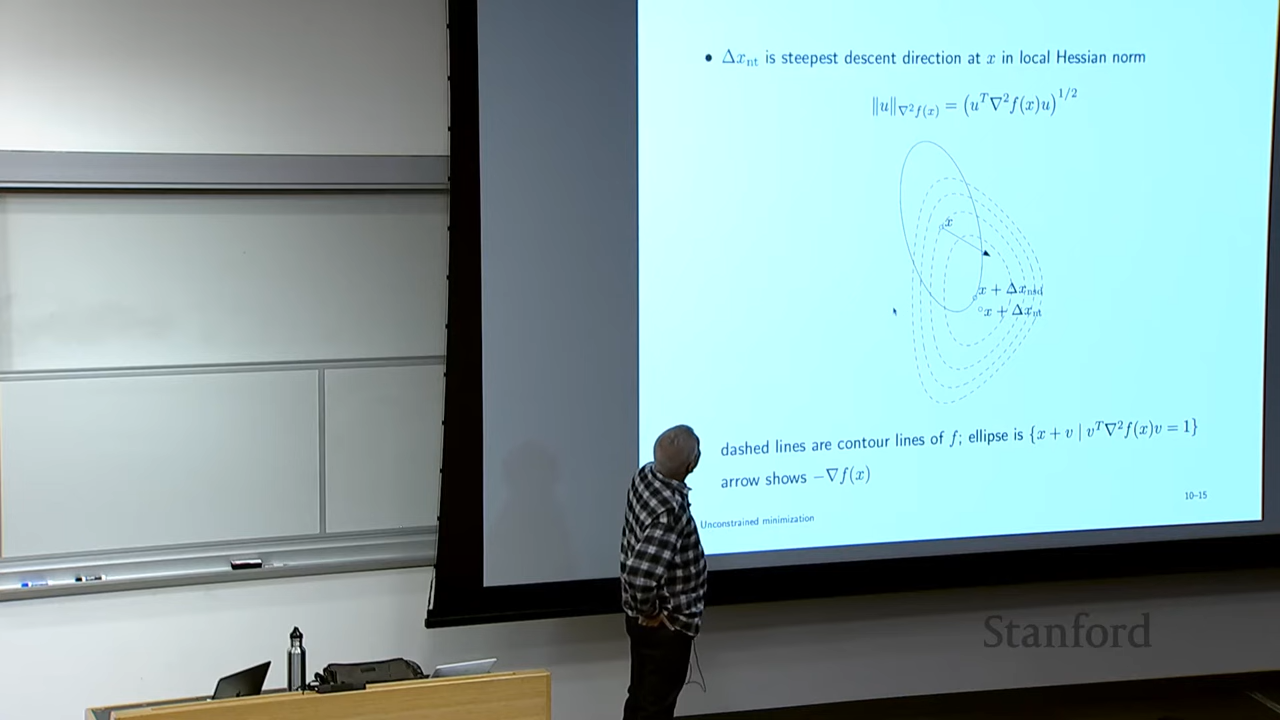 • Δx_nt is steepest descent direction at x in local Hessian norm
‖u‖_∇²f(x) = (u^T∇²f(x)u)^1/2
x
x + Δx_nsd
x + Δx_nt
dashed lines are contour lines of f; ellipse is {x + v | v^T∇²f(x)v = 1}
arrow shows −∇f(x)
10–15
Unconstrained minimization
Stanford